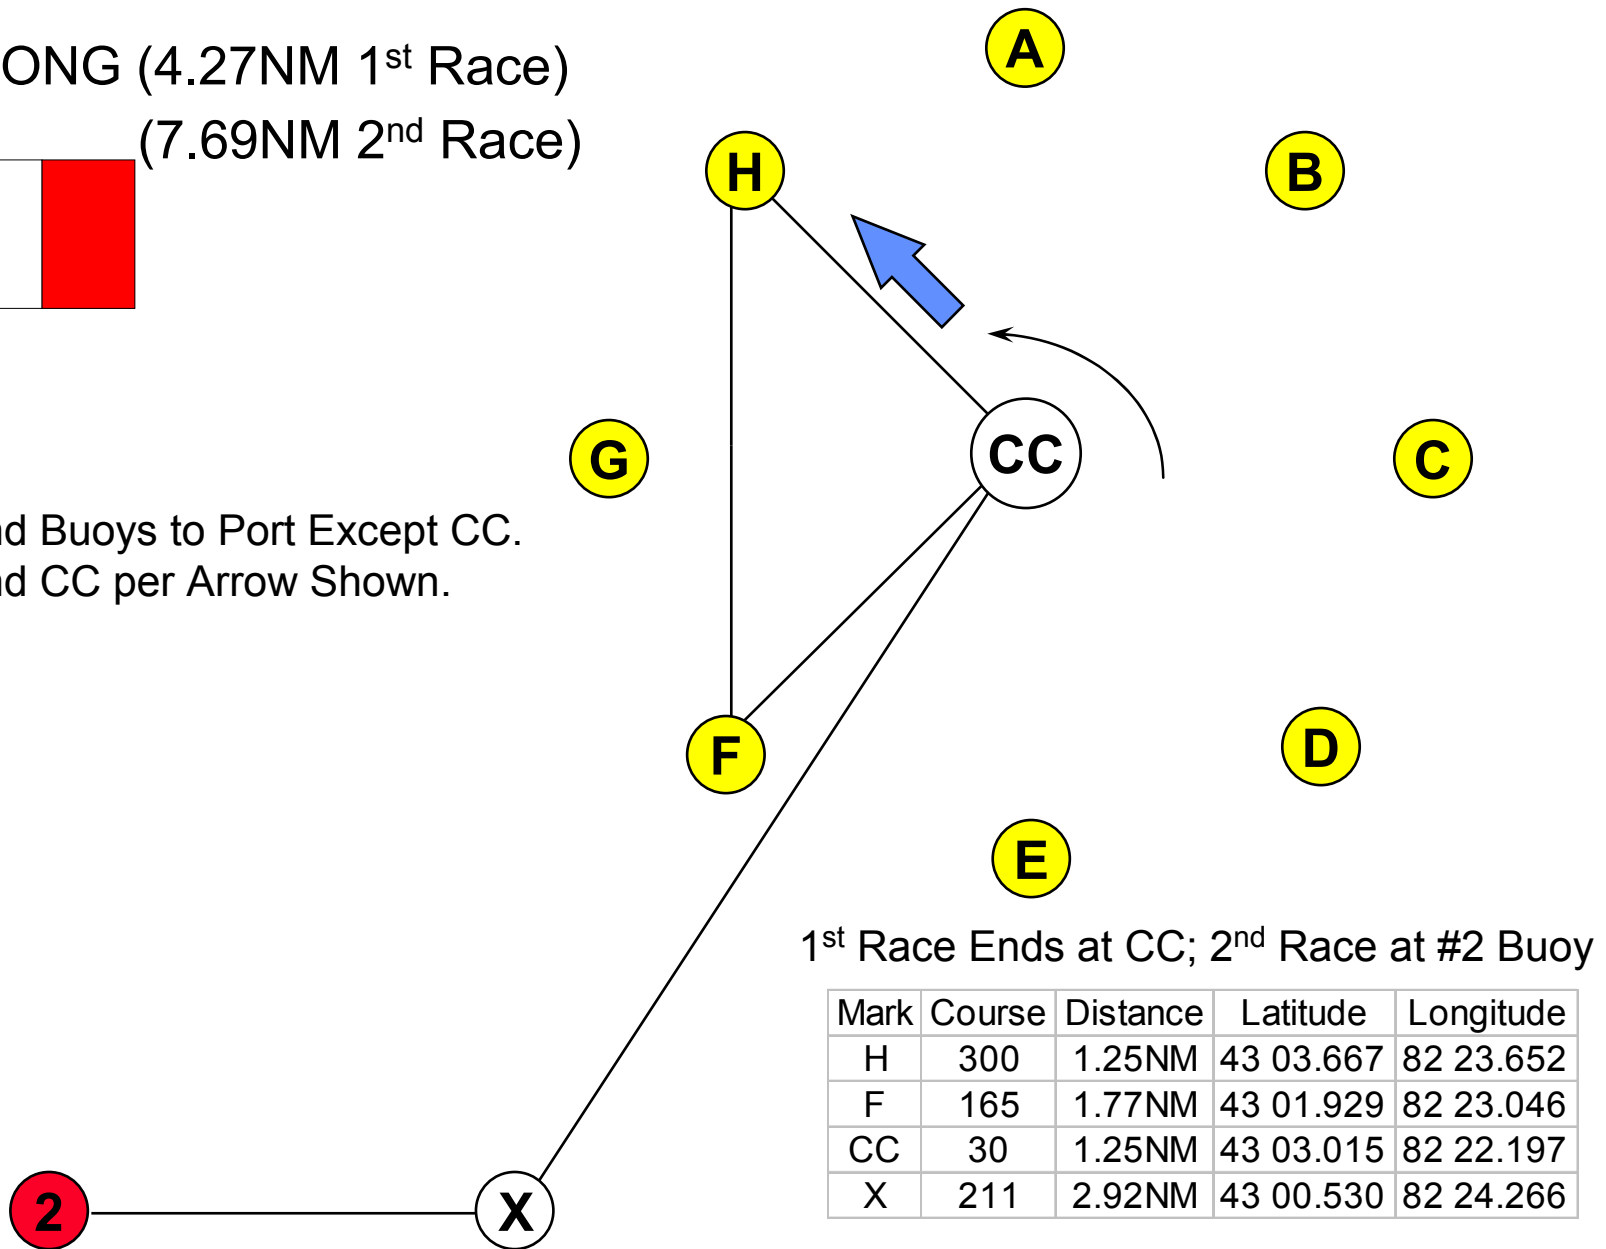 ONG (4.27NM 1st Race)
(7.69NM 2nd Race)
A
H
B
CC
G
C
nd Buoys to Port Except CC.
nd CC per Arrow Shown.
F
D
E
1st Race Ends at CC; 2nd Race at #2 Buoy
Mark Course Distance Latitude Longitude
H 300 1.25NM 43 03.667 82 23.652
F 165 1.77NM 43 01.929 82 23.046
CC 30 1.25NM 43 03.015 82 22.197
X 211 2.92NM 43 00.530 82 24.266
2
X